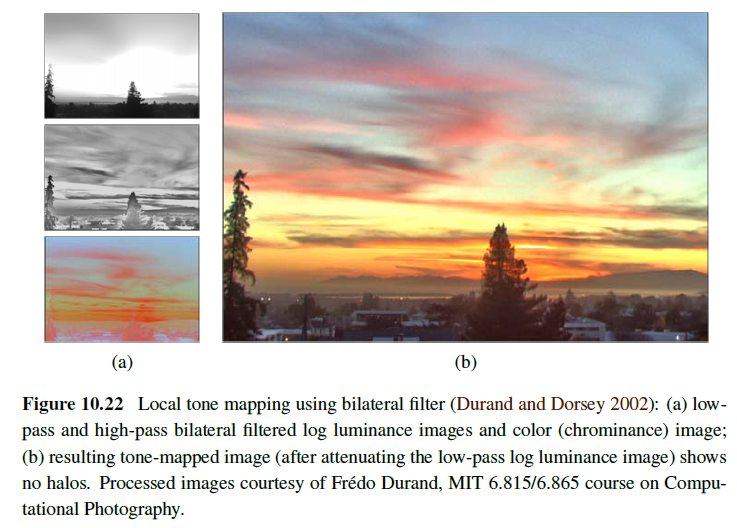 (a)
(b)
Figure 10.22 Local tone mapping using bilateral filter (Durand and Dorsey 2002): (a) low-
pass and high-pass bilateral filtered log luminance images and color (chrominance) image;
(b) resulting tone-mapped image (after attenuating the low-pass log luminance image) shows
no halos. Processed images courtesy of Frédo Durand, MIT 6.815/6.865 course on Compu-
tational Photography.